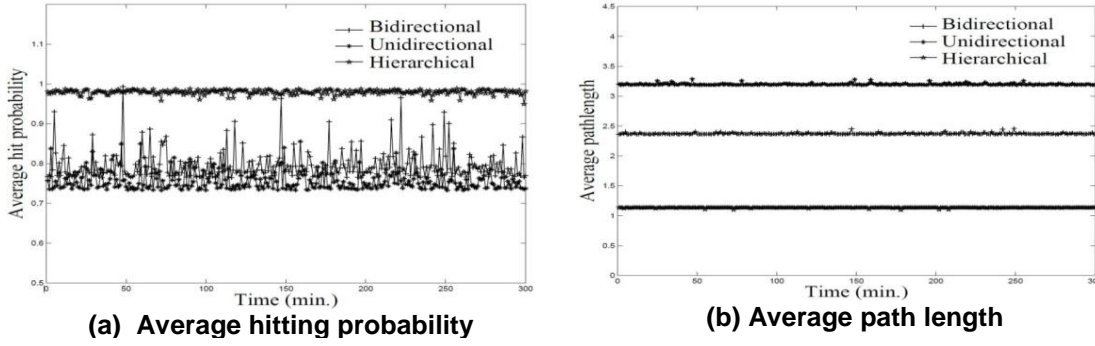 1.1
1
0.9
0.8
0.7
0.6
0.5
Average hit probability
Bidirectional
Unidirectional
Hierarchical
0 50 100 150 200 250 300
Time (min.)
(a) Average hitting probability
4.5
4
3.5
3
2.5
2
1.5
1
0.5
0
Average pathlength
Bidirectional
Unidirectional
Hierarchical
0 50 100 150 200 250 300
Time (min.)
(b) Average path length